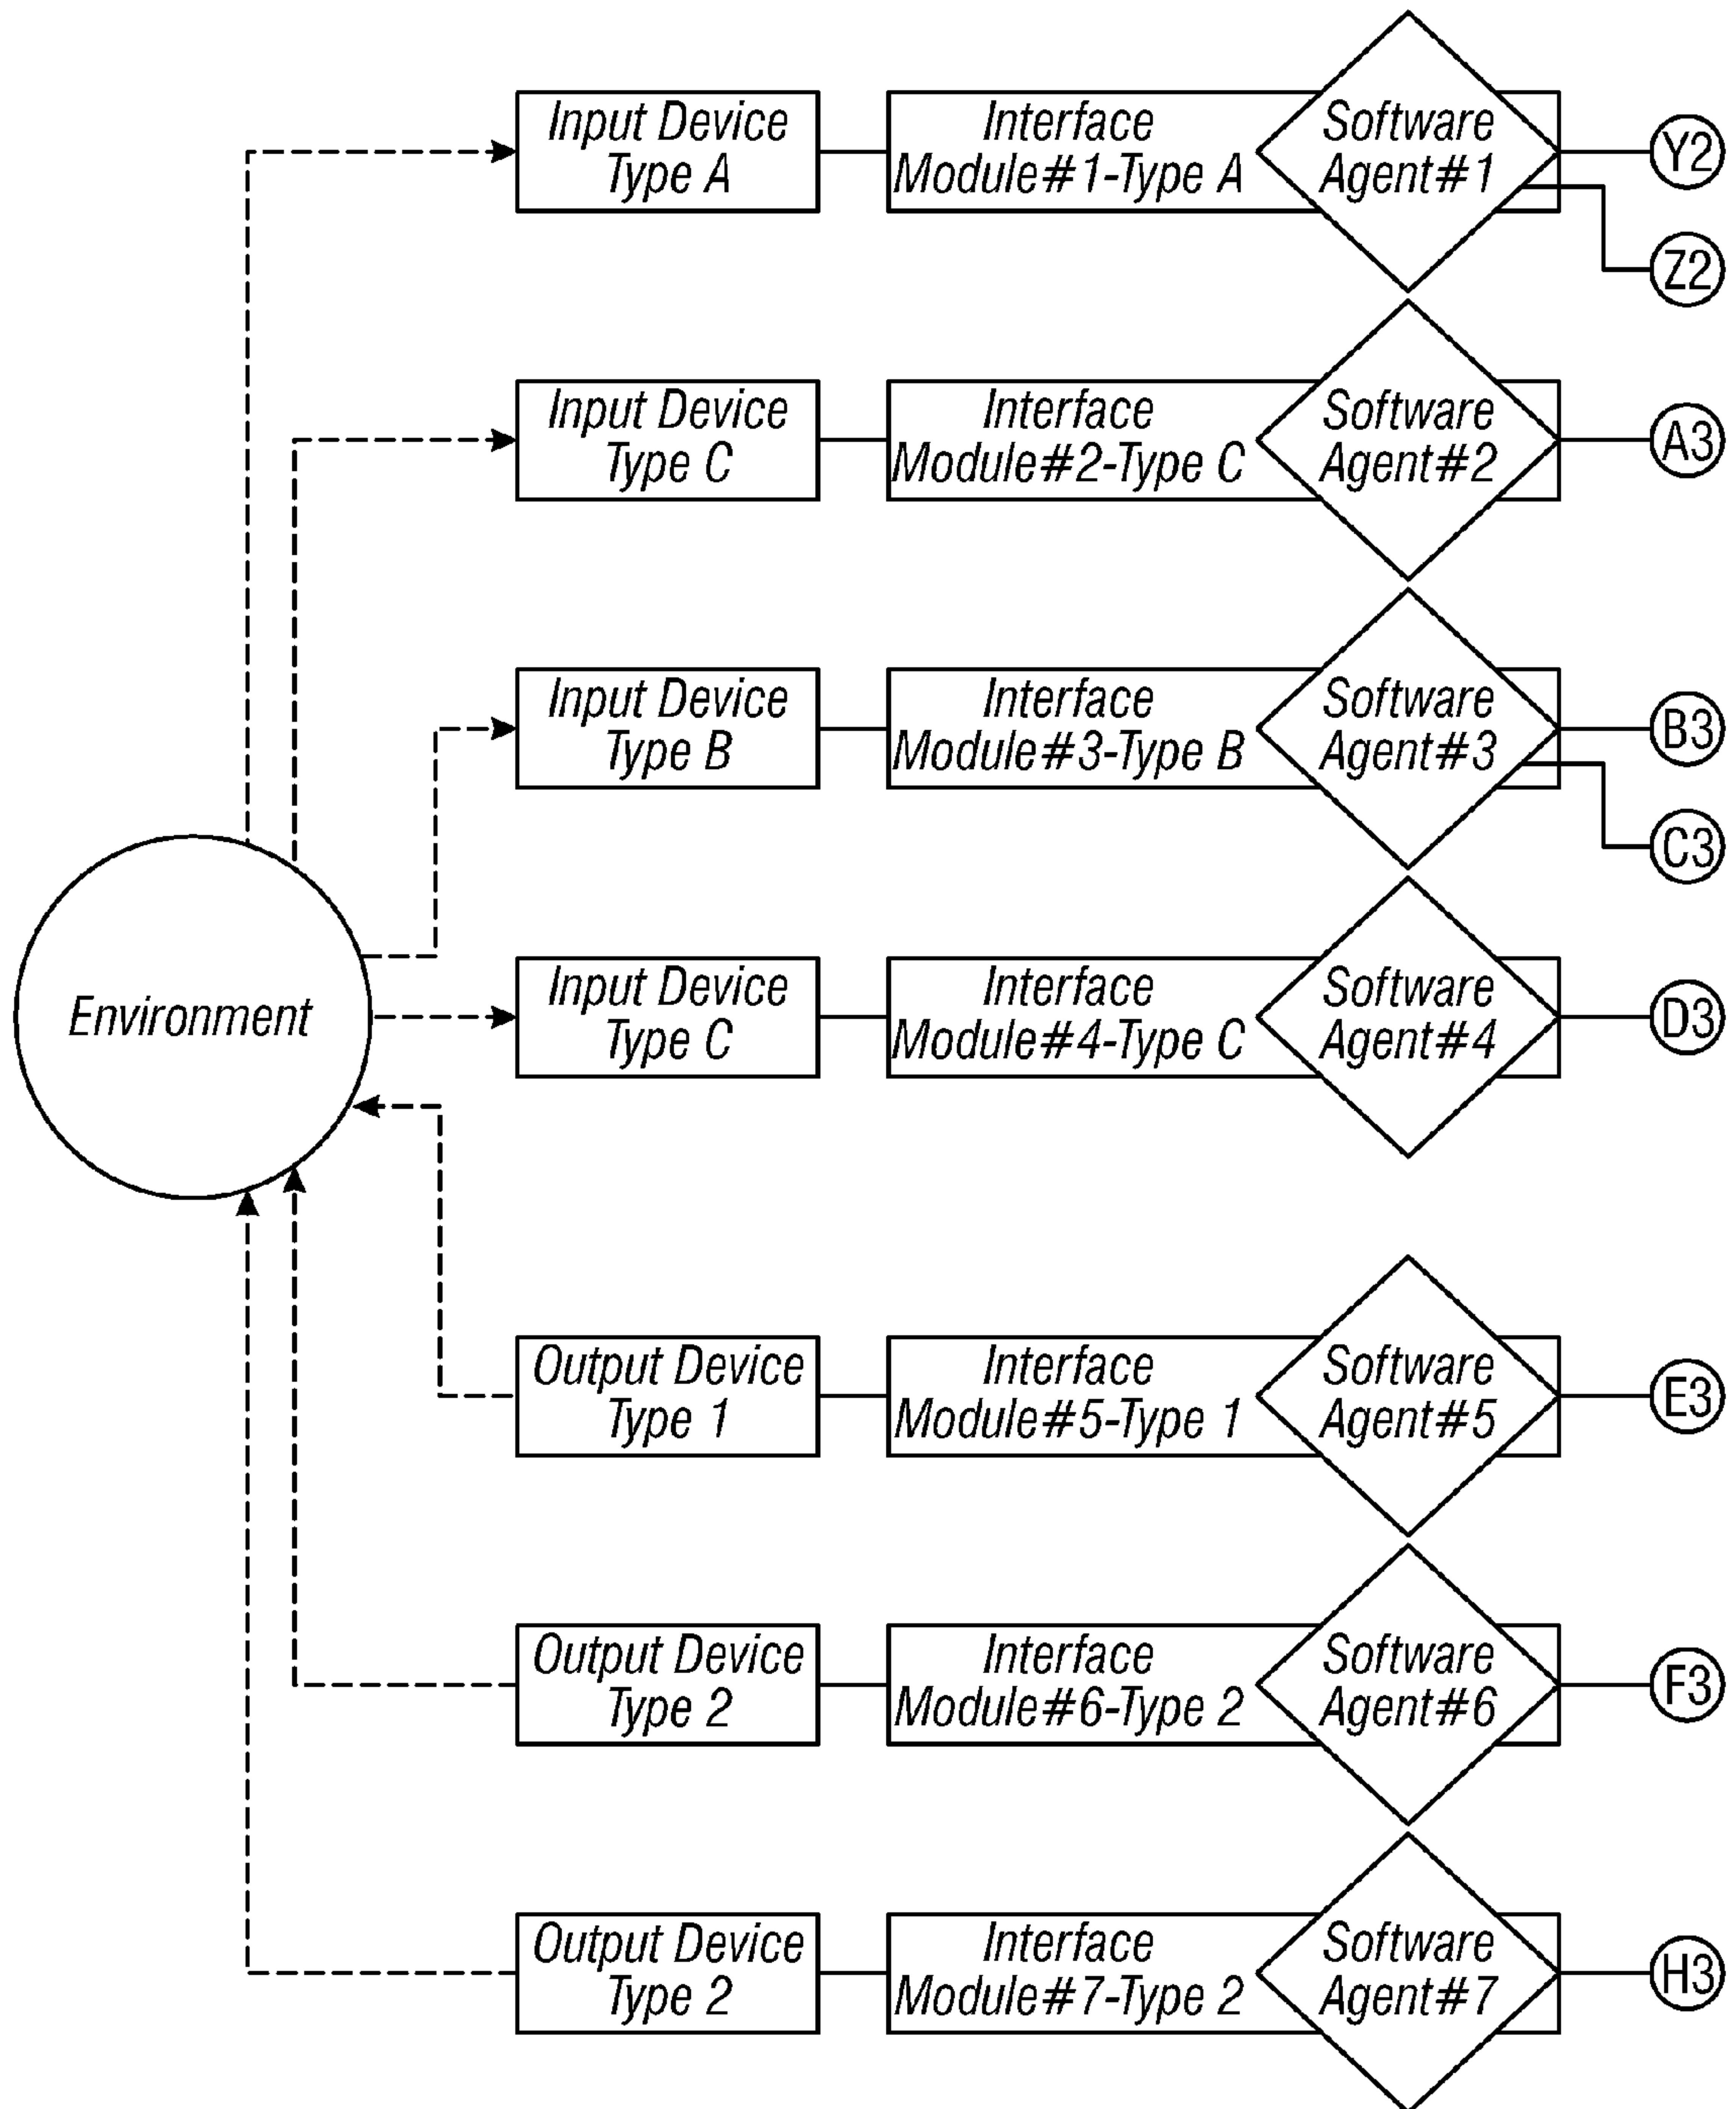 Input Device
Type A
Interface
Module#1-Type A
Software
Agent#1
Y2
Z2
Input Device
Type C
Interface
Module#2-Type C
Software
Agent#2
A3
Input Device
Type B
Interface
Module#3-Type B
Software
Agent#3
B3
C3
Environment
Input Device
Type C
Interface
Module#4-Type C
Software
Agent#4
D3
Output Device
Type 1
Interface
Module#5-Type 1
Software
Agent#5
E3
Output Device
Type 2
Interface
Module#6-Type 2
Software
Agent#6
F3
Output Device
Type 2
Interface
Module#7-Type 2
Software
Agent#7
H3